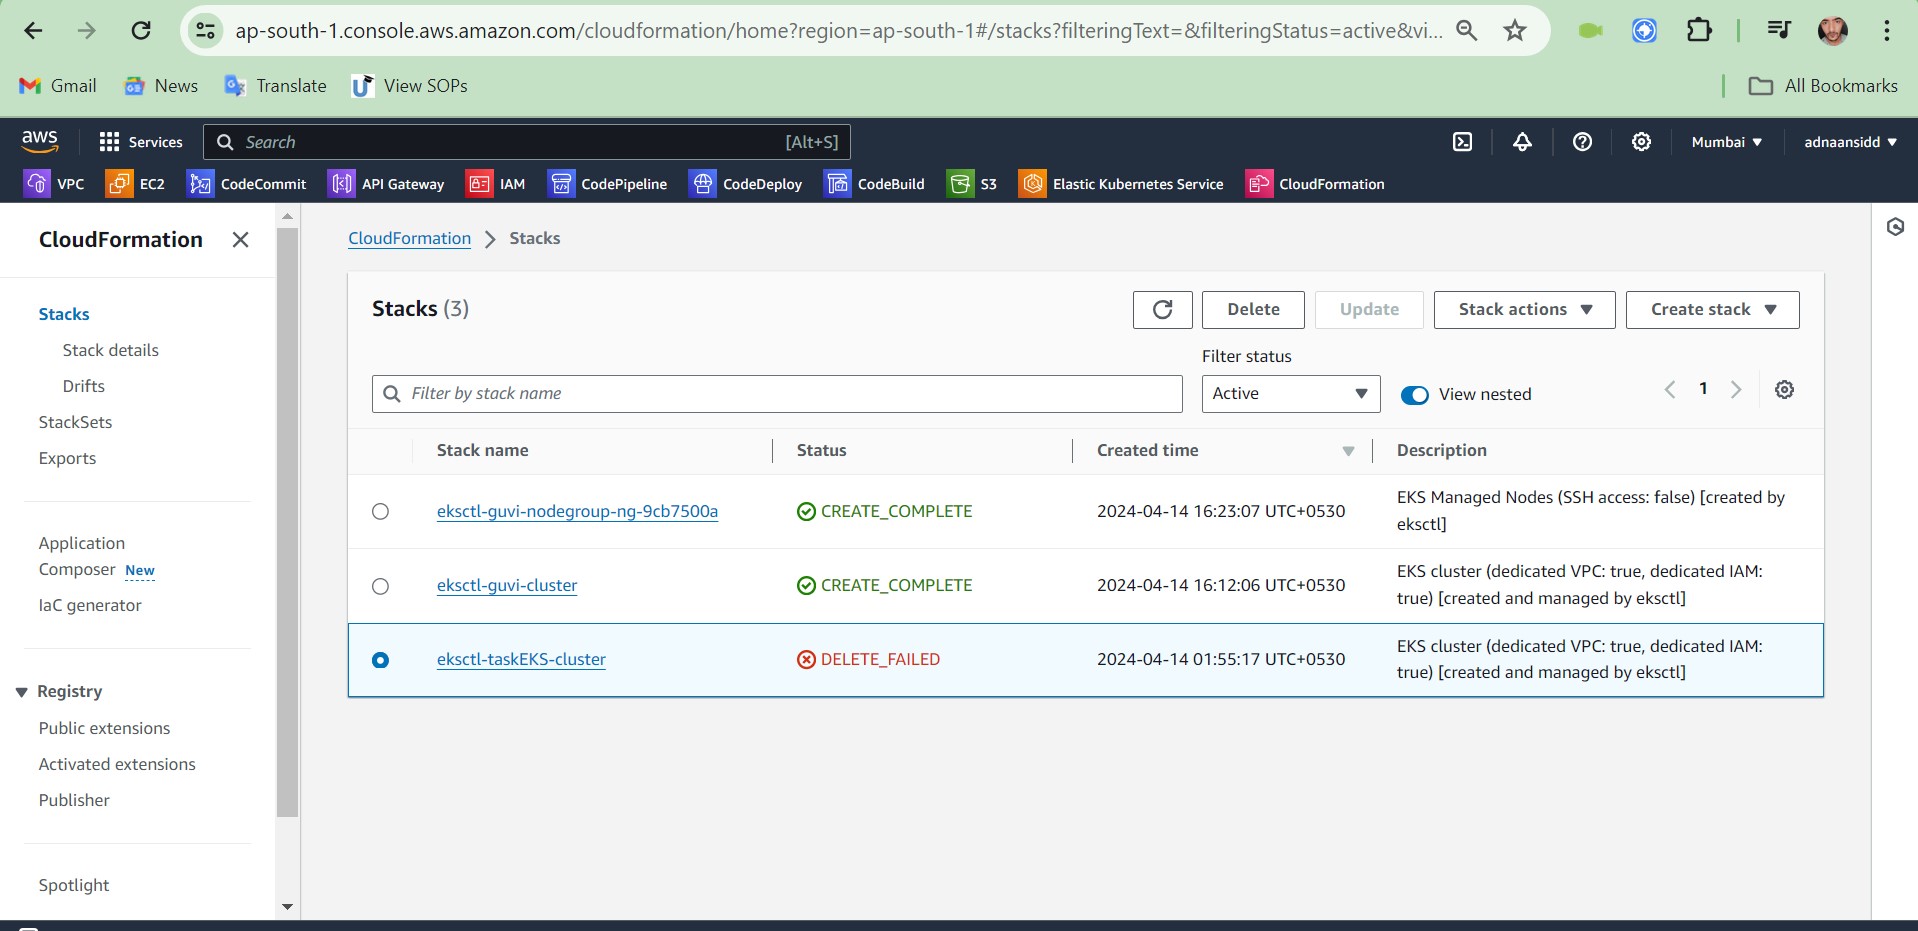 ap-south-1.console.aws.amazon.com/cloudformation/home?region=ap-south-1#/stacks?filteringText=&filteringStatus=active&vi...
Gmail News Translate View SOPs All Bookmarks
aws Services Search [Alt+S] Mumbai adnaansidd
VPC EC2 CodeCommit API Gateway IAM CodePipeline CodeDeploy CodeBuild S3 Elastic Kubernetes Service CloudFormation
CloudFormation
Stacks
Stack details
Drifts
StackSets
Exports
Application
Composer New
IaC generator
Registry
Public extensions
Activated extensions
Publisher
Spotlight
CloudFormation Stacks
Stacks (3) Delete Update Stack actions Create stack
Filter status
Filter by stack name Active View nested 1
Stack name Status Created time Description
eksctl-guvi-nodegroup-ng-9cb7500a CREATE_COMPLETE 2024-04-14 16:23:07 UTC+0530 EKS Managed Nodes (SSH access: false) [created by
eksctl]
eksctl-guvi-cluster CREATE_COMPLETE 2024-04-14 16:12:06 UTC+0530 EKS cluster (dedicated VPC: true, dedicated IAM:
true) [created and managed by eksctl]
eksctl-taskEKS-cluster DELETE_FAILED 2024-04-14 01:55:17 UTC+0530 EKS cluster (dedicated VPC: true, dedicated IAM:
true) [created and managed by eksctl]